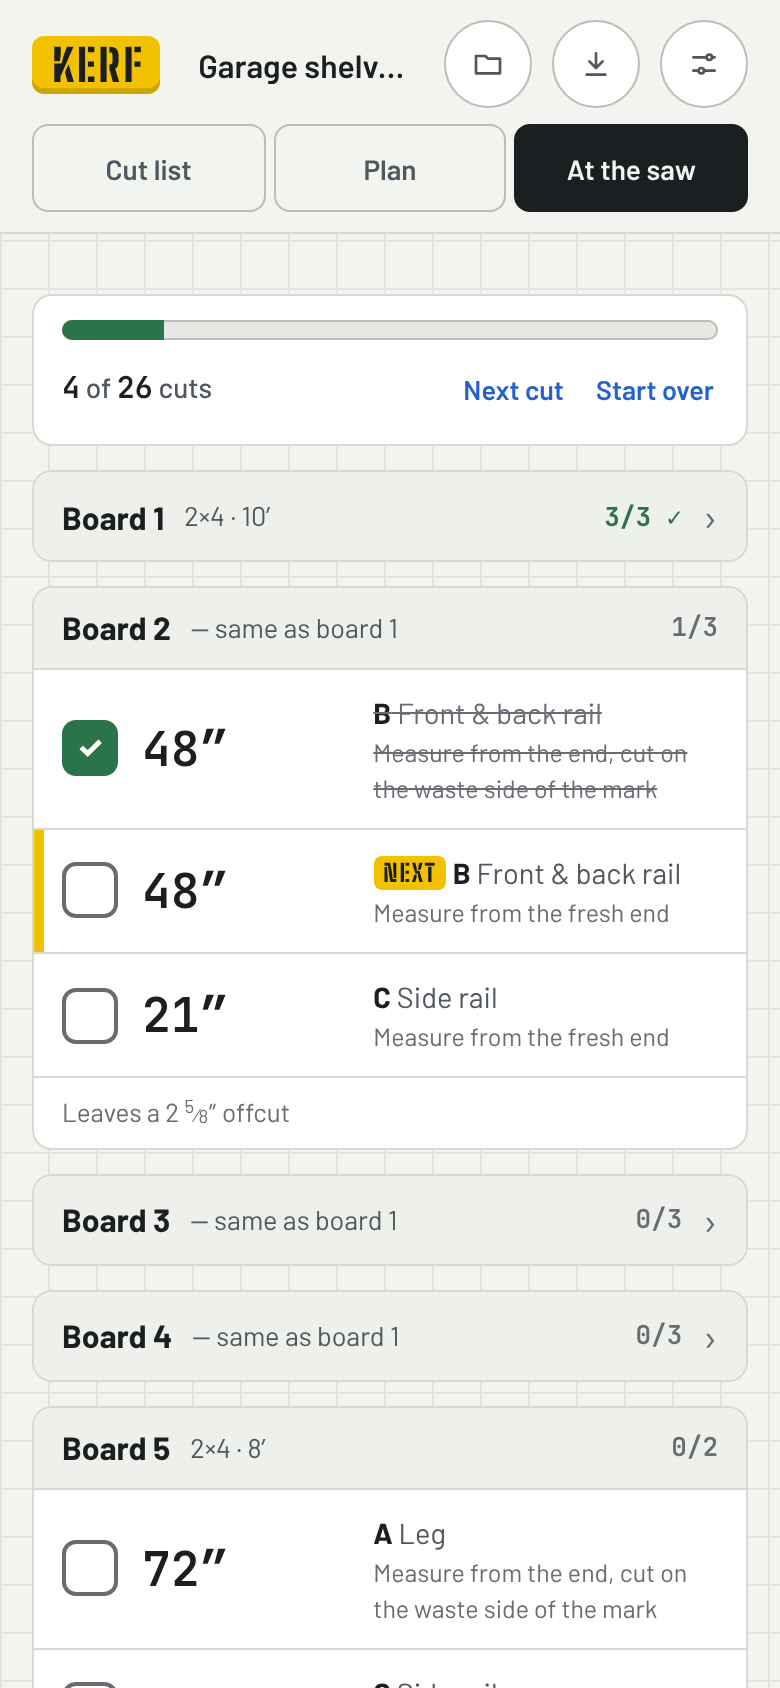 KERF
Garage shelv...
Cut list
Plan
At the saw
4 of 26 cuts
Next cut
Start over
Board 1 2×4 · 10′
3/3 ✓ ›
Board 2 — same as board 1
1/3
48″
B Front & back rail
Measure from the end, cut on
the waste side of the mark
48″
NEXT B Front & back rail
Measure from the fresh end
21″
C Side rail
Measure from the fresh end
Leaves a 2 5⁄8″ offcut
Board 3 — same as board 1
0/3 ›
Board 4 — same as board 1
0/3 ›
Board 5 2×4 · 8′
0/2
72″
A Leg
Measure from the end, cut on
the waste side of the mark